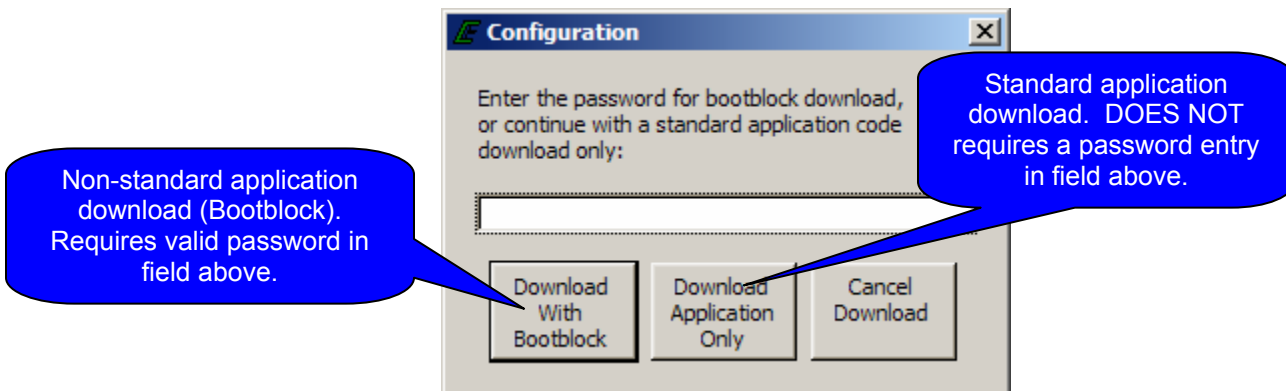 Configuration
Enter the password for bootblock download,
or continue with a standard application code
download only:
Standard application
download. DOES NOT
requires a password entry
in field above.
Non-standard application
download (Bootblock).
Requires valid password in
field above.
Download
With
Bootblock
Download
Application
Only
Cancel
Download